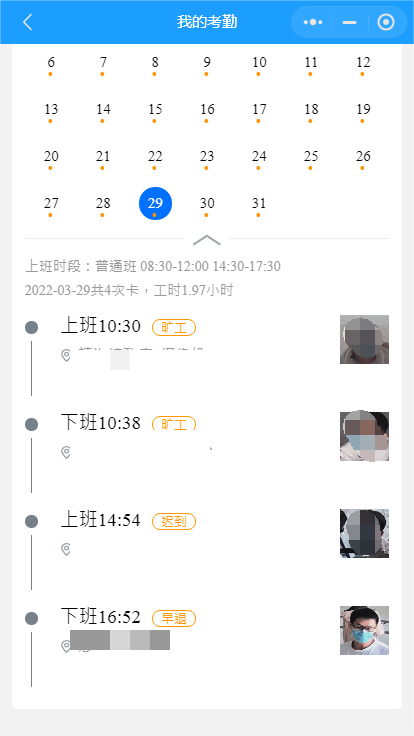 我的考勤
6 7 8 9 10 11 12
13 14 15 16 17 18 19
20 21 22 23 24 25 26
27 28 29 30 31
上班时段：普通班 08:30-12:00 14:30-17:30
2022-03-29共4次卡，工时1.97小时
上班10:30 旷工
下班10:38 旷工
上班14:54 迟到
下班16:52 早退